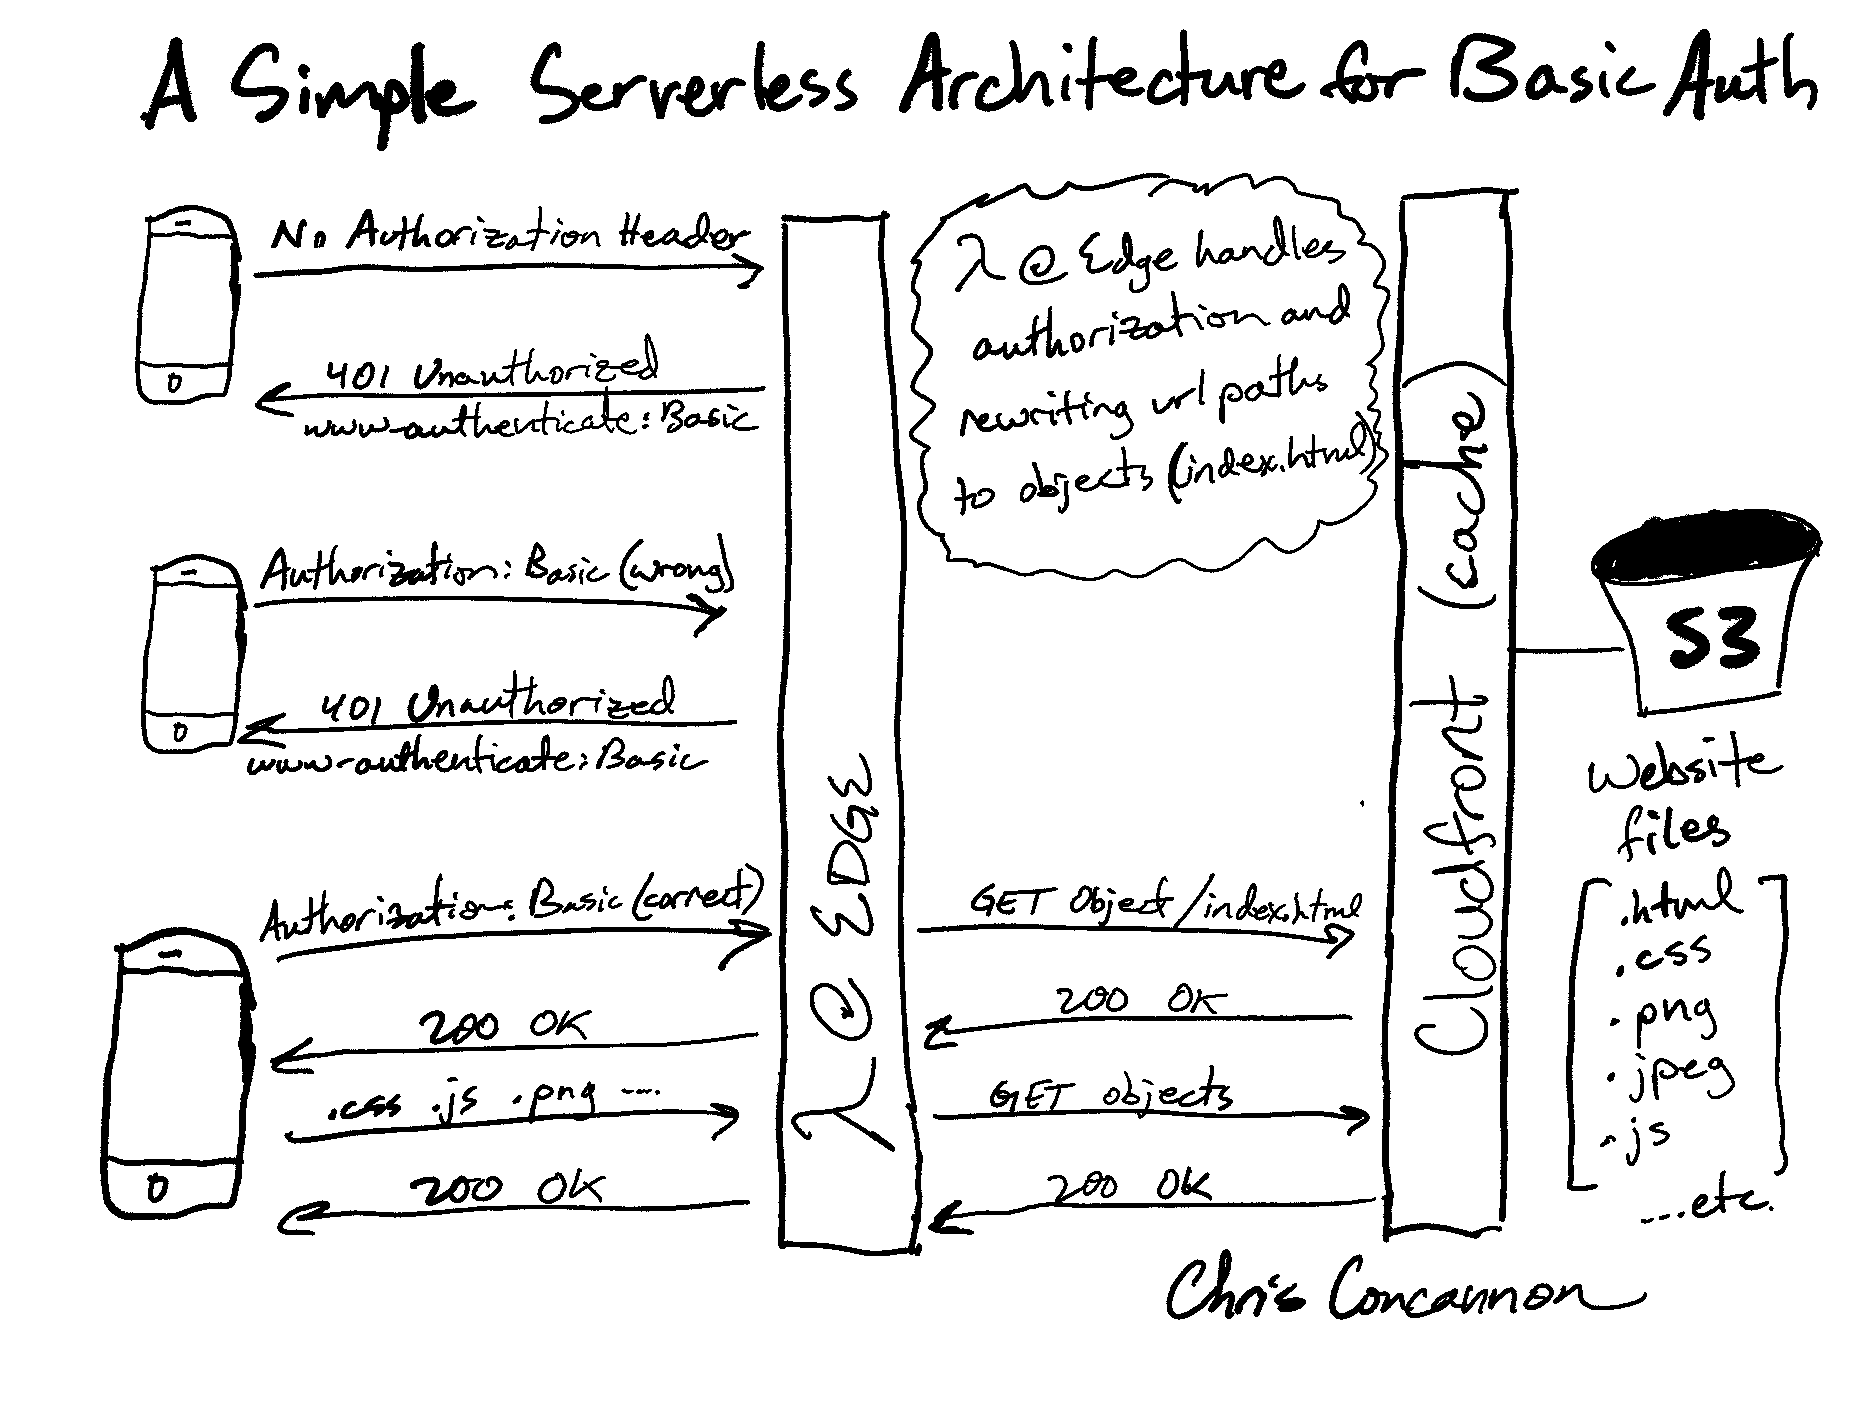 A Simple Serverless Architecture for Basic Auth
No Authorization Header
401 Unauthorized
www-authenticate: Basic
λ @ Edge handles
authorization and
rewriting url paths
to objects (index.html)
Authorization: Basic (wrong)
401 Unauthorized
www-authenticate: Basic
Authorization: Basic (correct)
200 OK
.css .js .png ....
200 OK
λ @ EDGE
GET Object /index.html
200 OK
GET objects
200 OK
Cloudfront (cache)
S3
website
files
.html
.css
.png
.jpeg
.js
....etc.
Chris Concannon